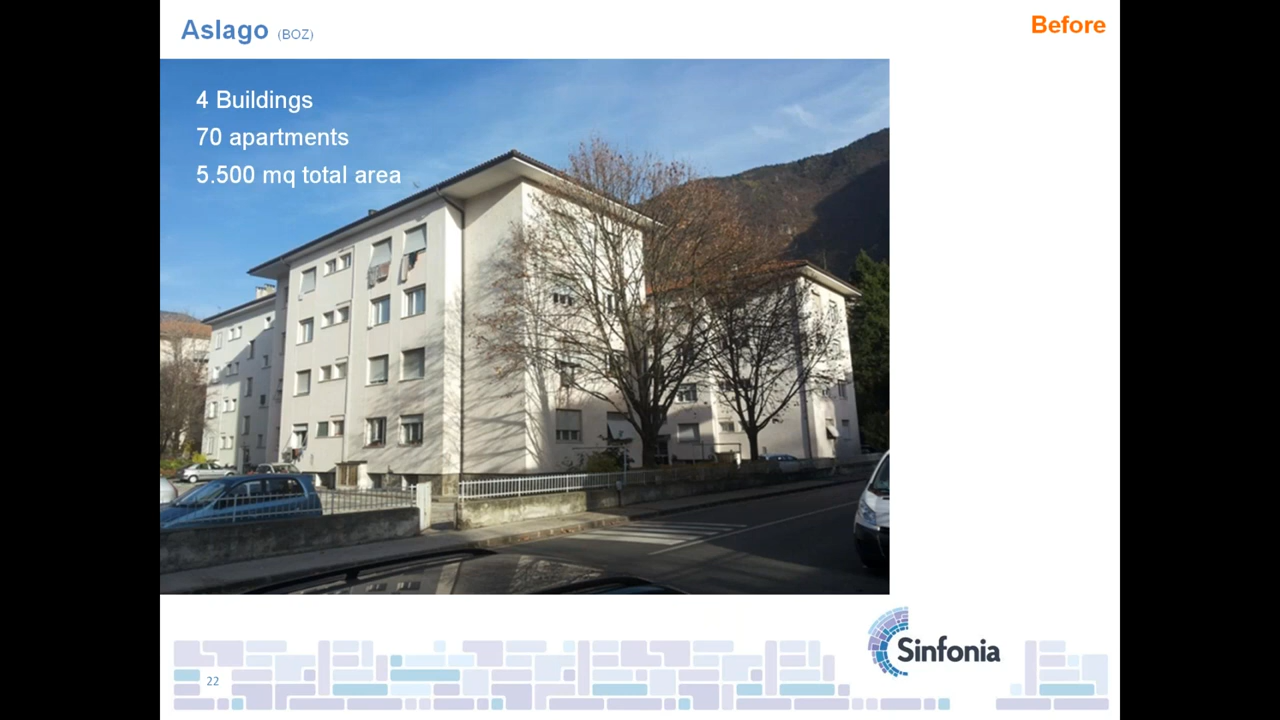 Aslago (BOZ)
Before
4 Buildings
70 apartments
5.500 mq total area
Sinfonia
22